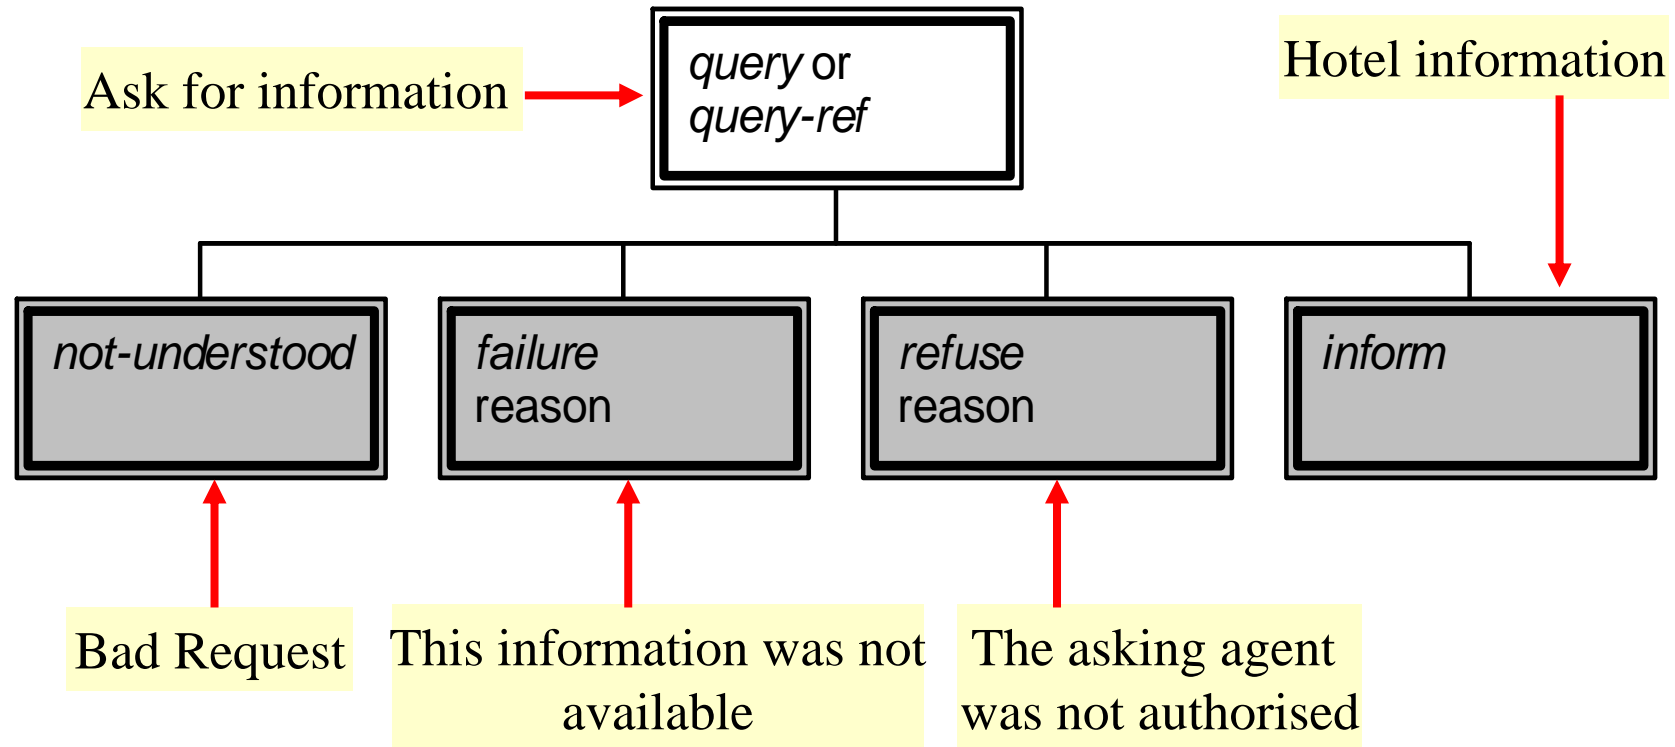 Ask for information
query or
query-ref
Hotel information
not-understood
failure
reason
refuse
reason
inform
Bad Request
This information was not
available
The asking agent
was not authorised